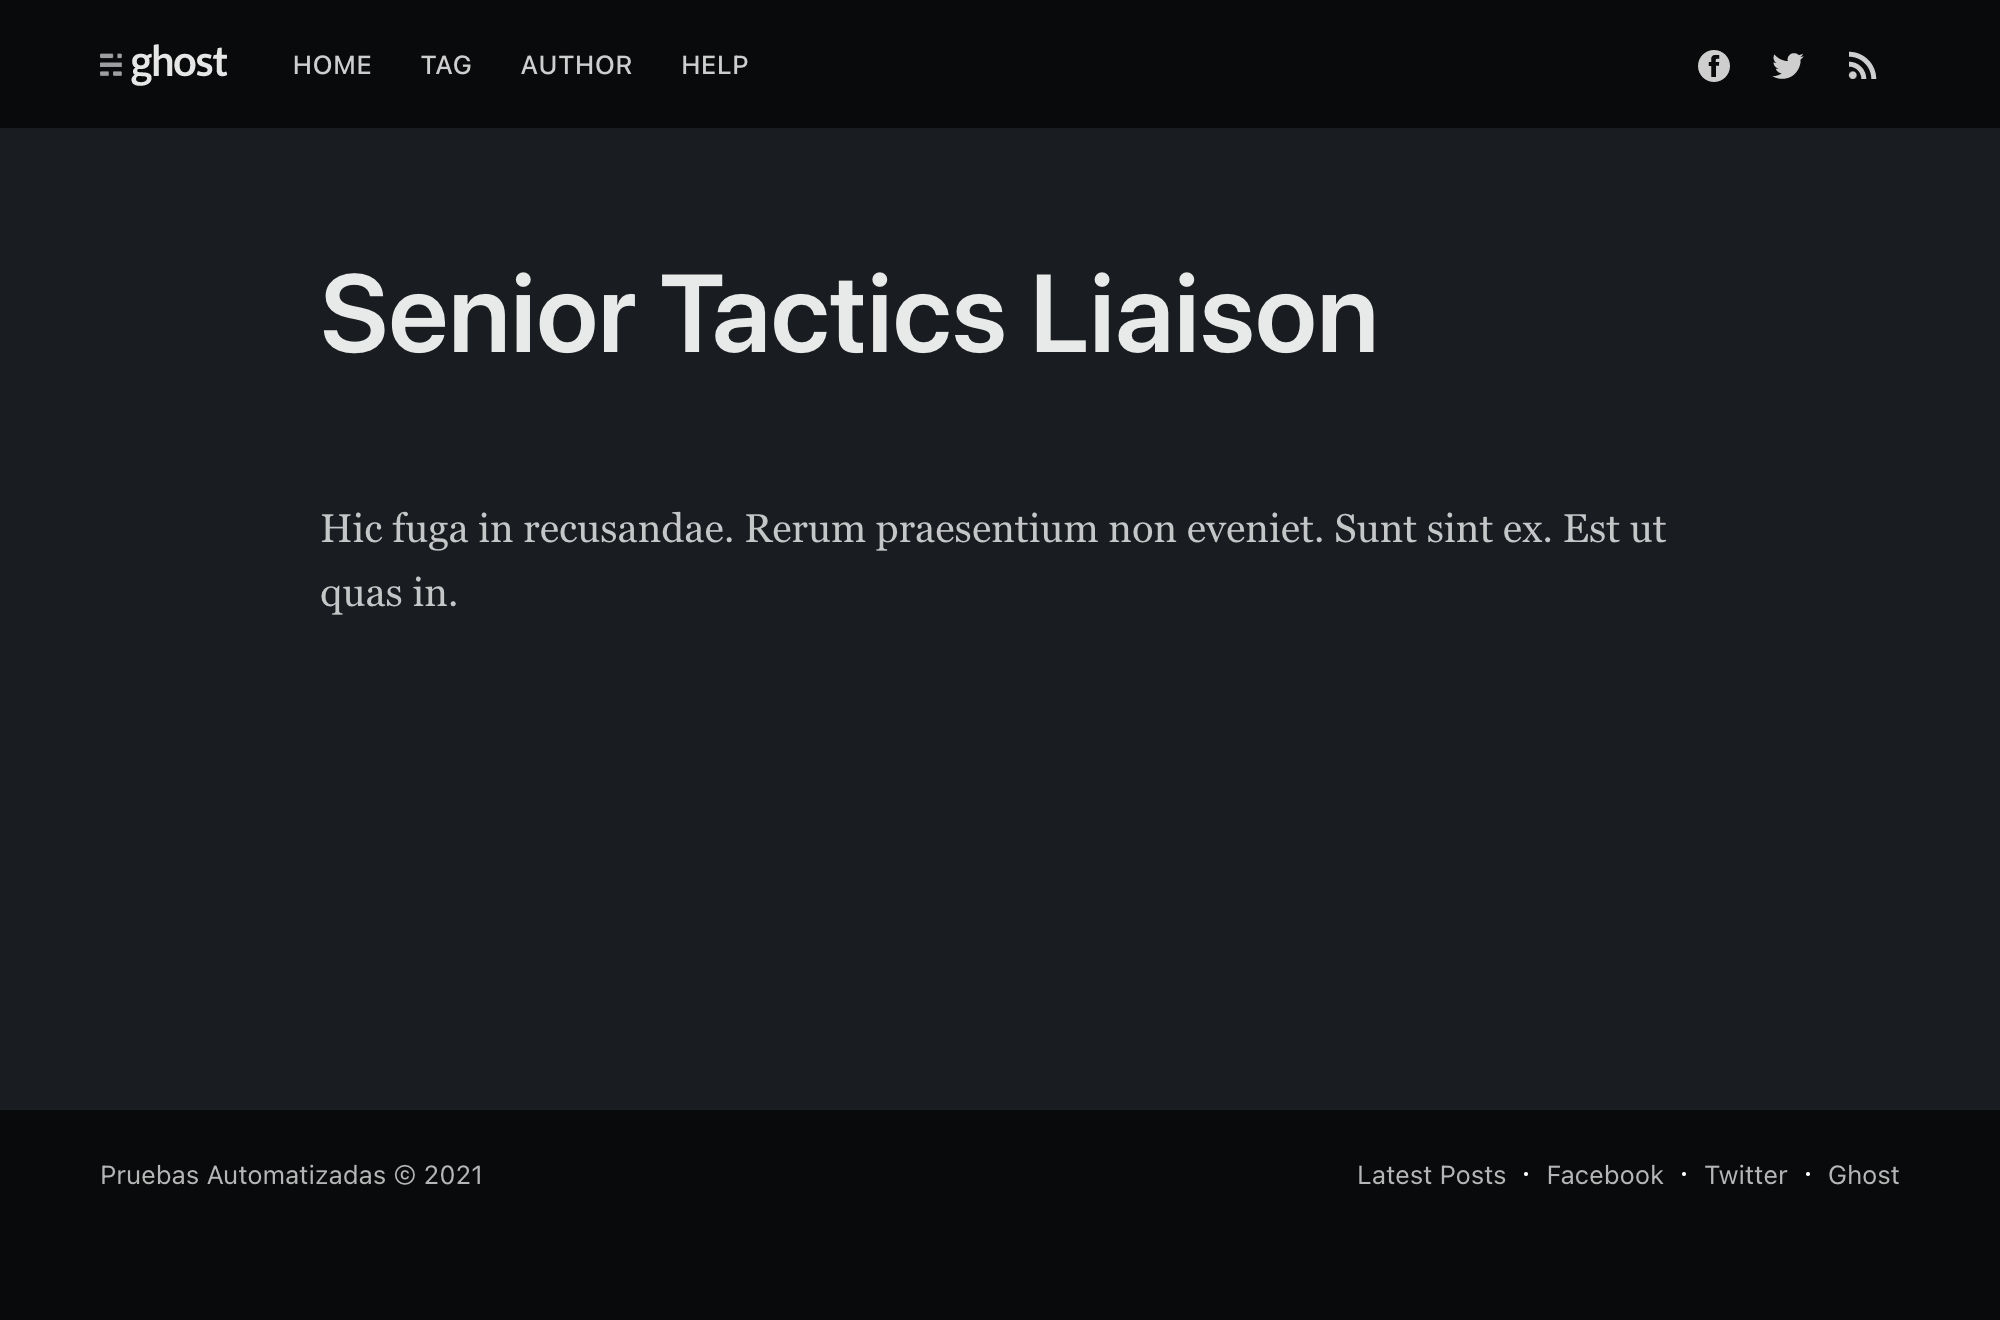 ghost HOME TAG AUTHOR HELP
Senior Tactics Liaison
Hic fuga in recusandae. Rerum praesentium non eveniet. Sunt sint ex. Est ut
quas in.
Pruebas Automatizadas © 2021 Latest Posts • Facebook • Twitter • Ghost